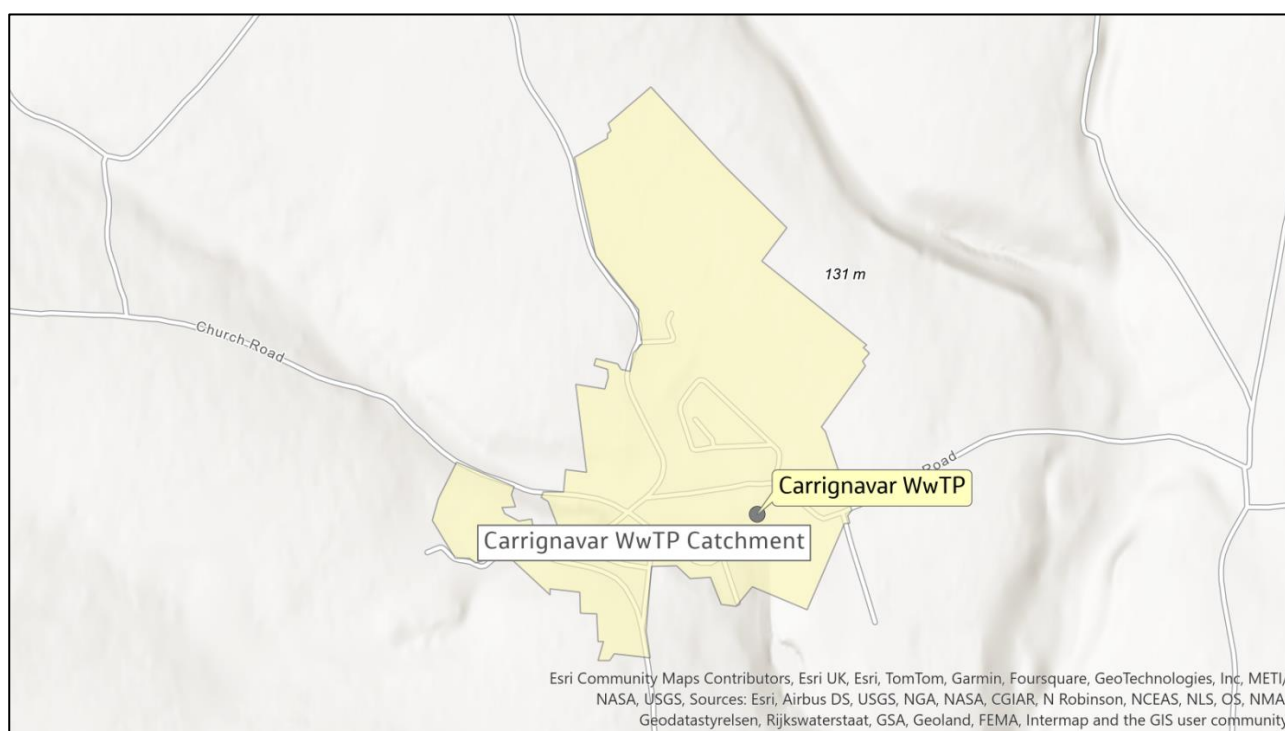 131 m
Church Road
Road
Carrignavar WwTP
Carrignavar WwTP Catchment
Esri Community Maps Contributors, Esri UK, Esri, TomTom, Garmin, Foursquare, GeoTechnologies, Inc, METI/
NASA, USGS, Sources: Esri, Airbus DS, USGS, NGA, NASA, CGIAR, N Robinson, NCEAS, NLS, OS, NMA,
Geodatastyrelsen, Rijkswaterstaat, GSA, Geoland, FEMA, Intermap and the GIS user community